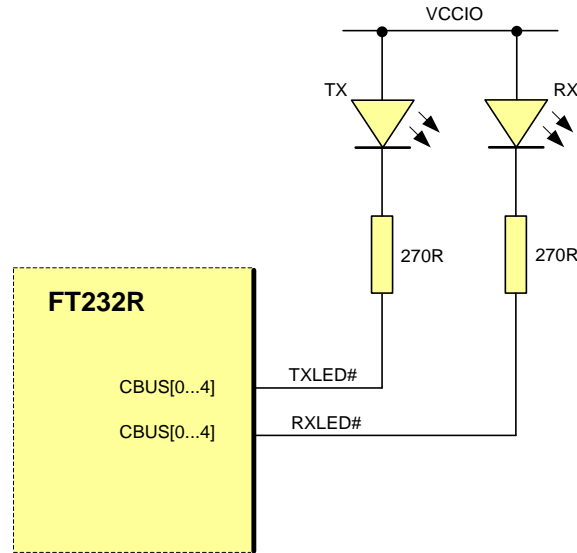 VCCIO
TX
RX
270R
270R
FT232R
TXLED#
CBUS[0...4]
RXLED#
CBUS[0...4]